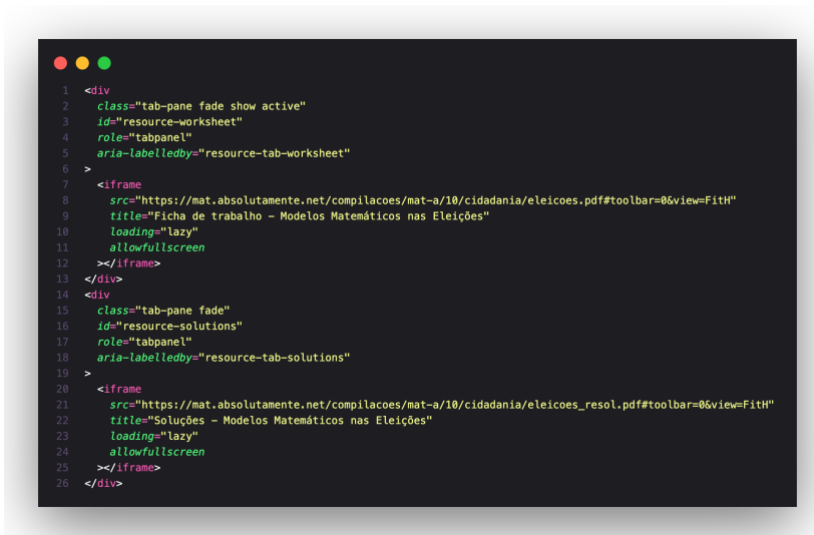 1 <div
2 class="tab-pane fade show active"
3 id="resource-worksheet"
4 role="tabpanel"
5 aria-labelledby="resource-tab-worksheet"
6 >
7 <iframe
8 src="https://mat.absolutamente.net/compilacoes/mat-a/10/cidadania/eleicoes.pdf#toolbar=0&view=FitH"
9 title="Ficha de trabalho – Modelos Matemáticos nas Eleições"
10 loading="lazy"
11 allowfullscreen
12 ></iframe>
13 </div>
14 <div
15 class="tab-pane fade"
16 id="resource-solutions"
17 role="tabpanel"
18 aria-labelledby="resource-tab-solutions"
19 >
20 <iframe
21 src="https://mat.absolutamente.net/compilacoes/mat-a/10/cidadania/eleicoes_resol.pdf#toolbar=0&view=FitH"
22 title="Soluções – Modelos Matemáticos nas Eleições"
23 loading="lazy"
24 allowfullscreen
25 ></iframe>
26 </div>